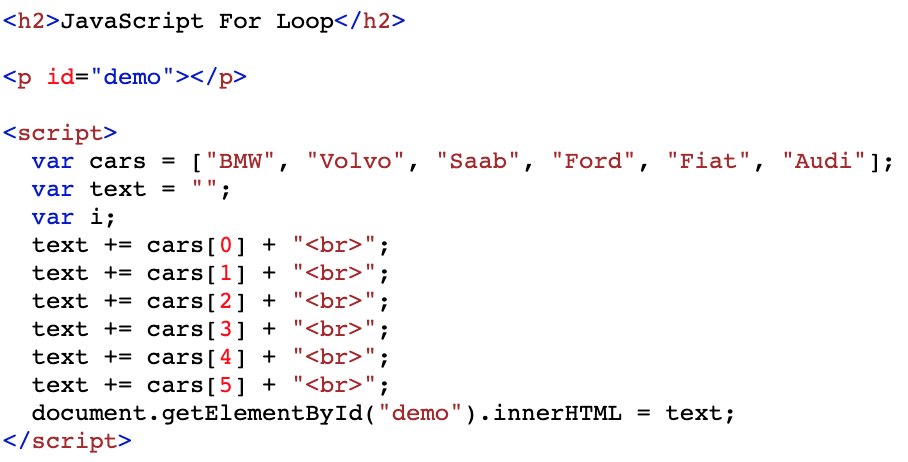 <h2>JavaScript For Loop</h2>

<p id="demo"></p>

<script>
  var cars = ["BMW", "Volvo", "Saab", "Ford", "Fiat", "Audi"];
  var text = "";
  var i;
  text += cars[0] + "<br>";
  text += cars[1] + "<br>";
  text += cars[2] + "<br>";
  text += cars[3] + "<br>";
  text += cars[4] + "<br>";
  text += cars[5] + "<br>";
  document.getElementById("demo").innerHTML = text;
</script>